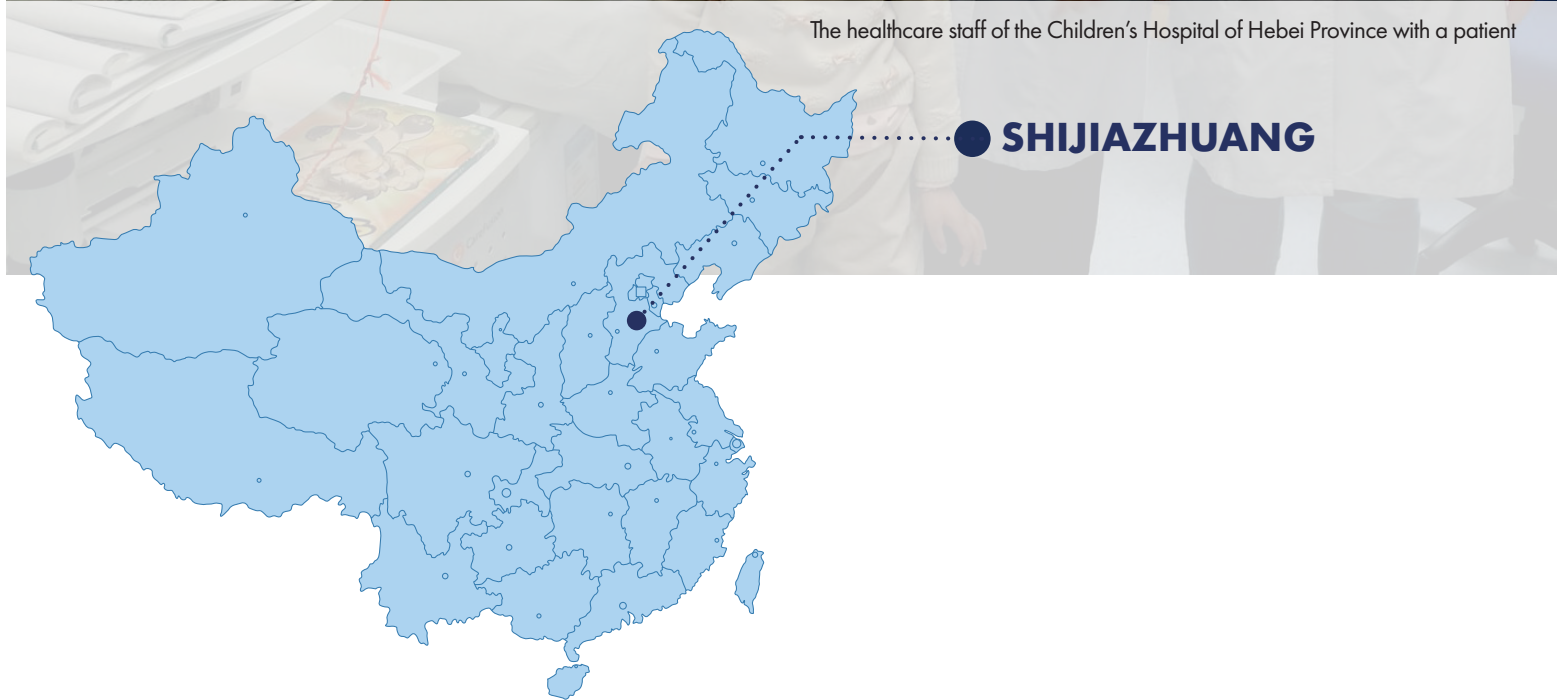 The healthcare staff of the Children’s Hospital of Hebei Province with a patient
SHIJIAZHUANG